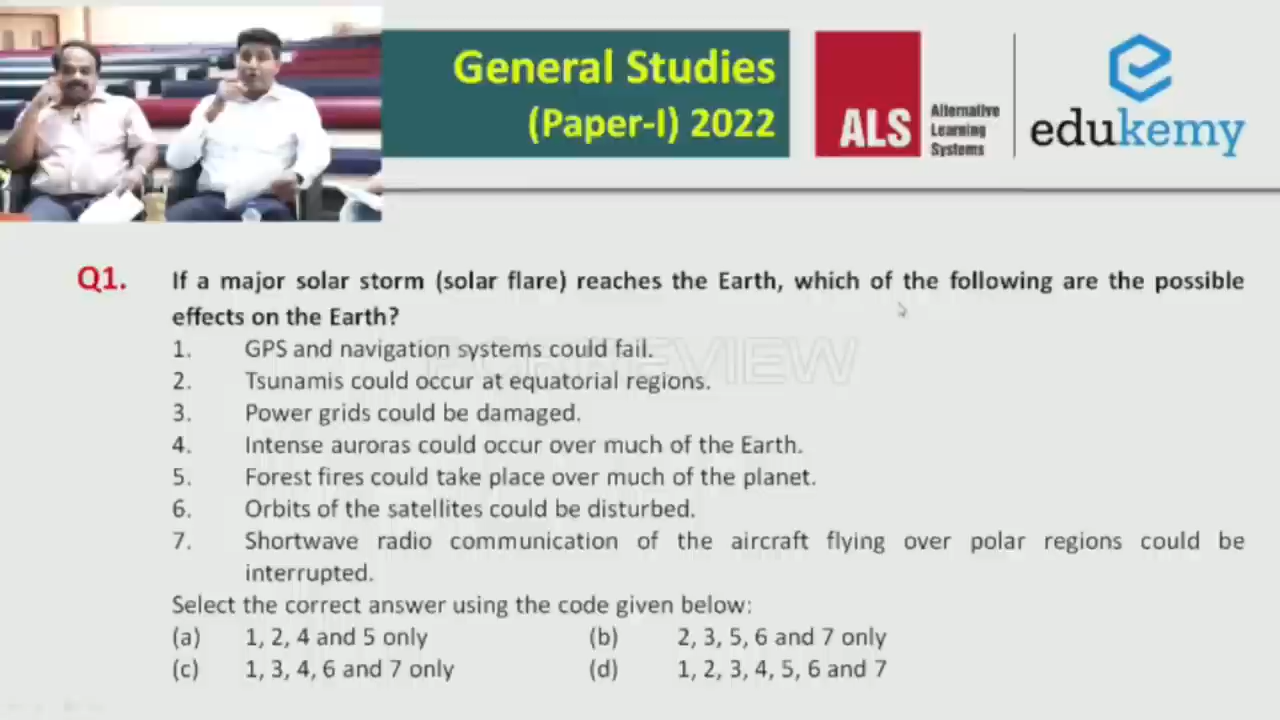 General Studies
(Paper-I) 2022
ALS
Alternative
Learning
Systems
edukemy
Q1. If a major solar storm (solar flare) reaches the Earth, which of the following are the possible
effects on the Earth?
1. GPS and navigation systems could fail.
2. Tsunamis could occur at equatorial regions.
3. Power grids could be damaged.
4. Intense auroras could occur over much of the Earth.
5. Forest fires could take place over much of the planet.
6. Orbits of the satellites could be disturbed.
7. Shortwave radio communication of the aircraft flying over polar regions could be
interrupted.
Select the correct answer using the code given below:
(a) 1, 2, 4 and 5 only (b) 2, 3, 5, 6 and 7 only
(c) 1, 3, 4, 6 and 7 only (d) 1, 2, 3, 4, 5, 6 and 7